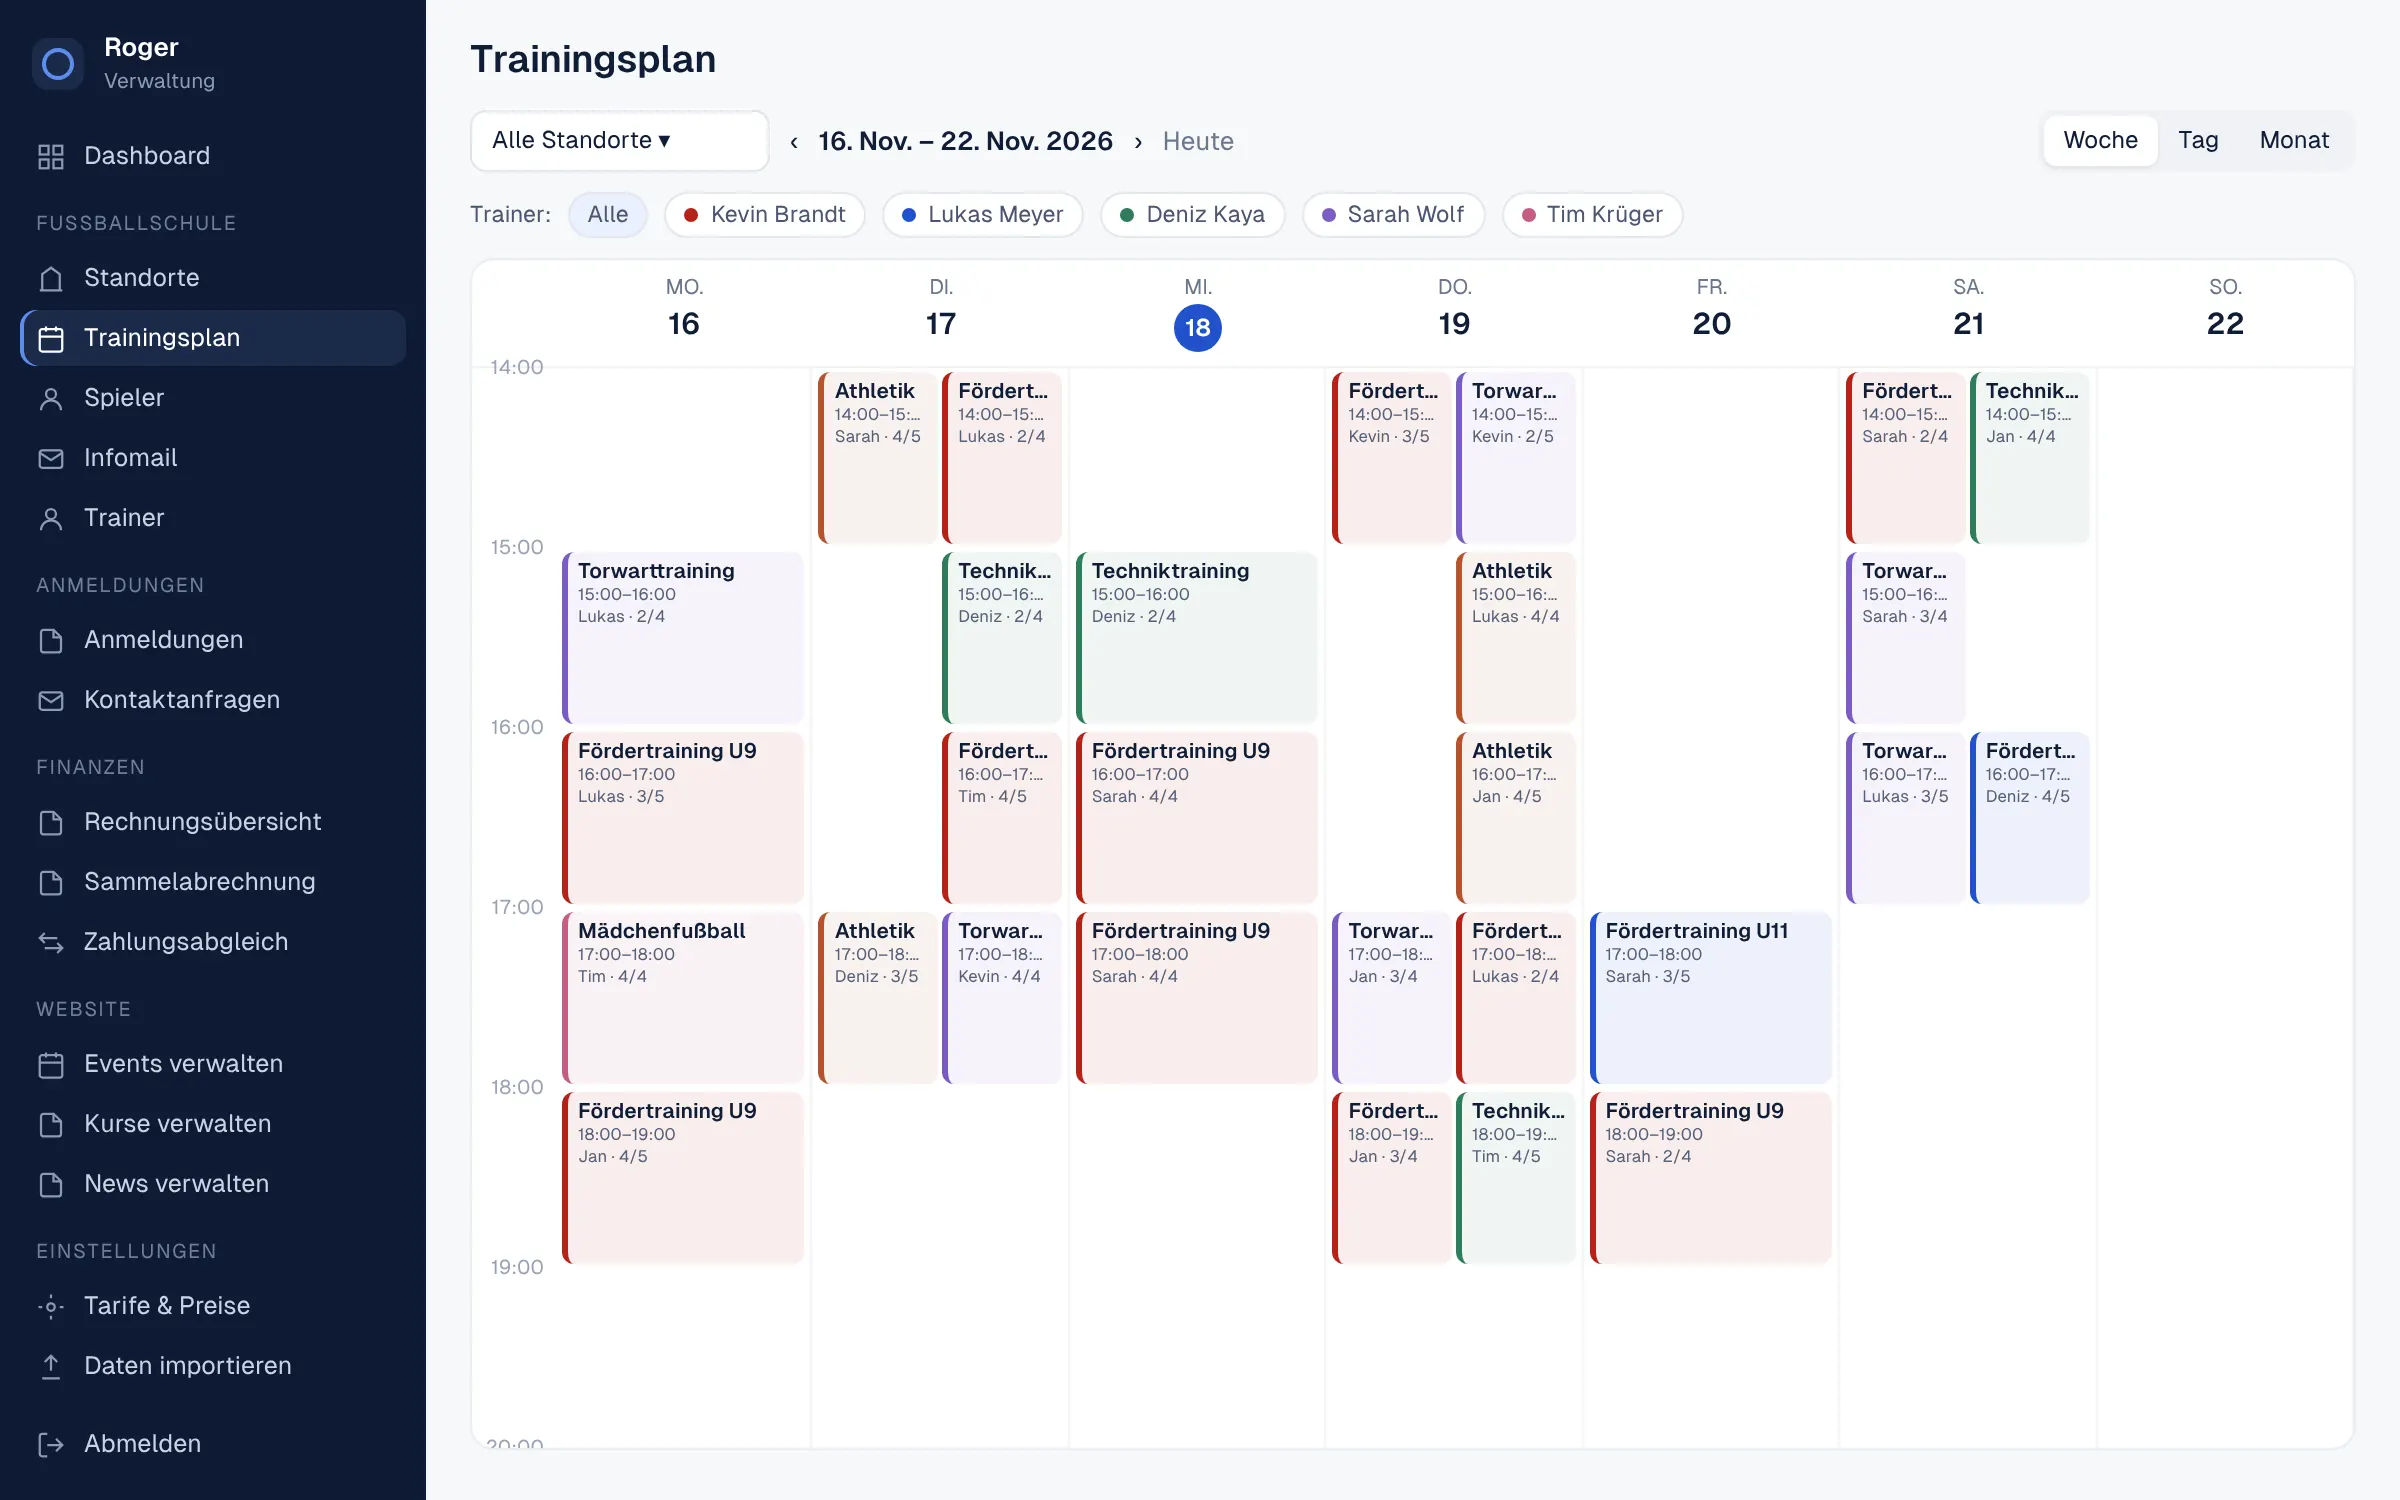 Roger
Verwaltung
Dashboard
FUSSBALLSCHULE
Standorte
Trainingsplan
Spieler
Infomail
Trainer
ANMELDUNGEN
Anmeldungen
Kontaktanfragen
FINANZEN
Rechnungsübersicht
Sammelabrechnung
Zahlungsabgleich
WEBSITE
Events verwalten
Kurse verwalten
News verwalten
EINSTELLUNGEN
Tarife & Preise
Daten importieren
Abmelden
Trainingsplan
Alle Standorte ▾ ‹ 16. Nov. – 22. Nov. 2026 › Heute Woche Tag Monat
Trainer: Alle Kevin Brandt Lukas Meyer Deniz Kaya Sarah Wolf Tim Krüger
MO. DI. MI. DO. FR. SA. SO.
16 17 18 19 20 21 22
14:00
Athletik Fördert… Fördert… Torwar… Fördert… Technik…
14:00–15:… 14:00–15:… 14:00–15:… 14:00–15:… 14:00–15:… 14:00–15:…
Sarah · 4/5 Lukas · 2/4 Kevin · 3/5 Kevin · 2/5 Sarah · 2/4 Jan · 4/4
15:00
Torwarttraining Technik… Techniktraining Athletik Torwar…
15:00–16:00 15:00–16:… 15:00–16:00 15:00–16:… 15:00–16:…
Lukas · 2/4 Deniz · 2/4 Deniz · 2/4 Lukas · 4/4 Sarah · 3/4
16:00
Fördertraining U9 Fördert… Fördertraining U9 Athletik Torwar… Fördert…
16:00–17:00 16:00–17:… 16:00–17:00 16:00–17:… 16:00–17:… 16:00–17:…
Lukas · 3/5 Tim · 4/5 Sarah · 4/4 Jan · 4/5 Lukas · 3/5 Deniz · 4/5
17:00
Mädchenfußball Athletik Torwar… Fördertraining U9 Torwar… Fördert… Fördertraining U11
17:00–18:00 17:00–18:… 17:00–18:… 17:00–18:00 17:00–18:… 17:00–18:… 17:00–18:00
Tim · 4/4 Deniz · 3/5 Kevin · 4/4 Sarah · 4/4 Jan · 3/4 Lukas · 2/4 Sarah · 3/5
18:00
Fördertraining U9 Fördert… Technik… Fördertraining U9
18:00–19:00 18:00–19:… 18:00–19:… 18:00–19:00
Jan · 4/5 Jan · 3/4 Tim · 4/5 Sarah · 2/4
19:00
20:00